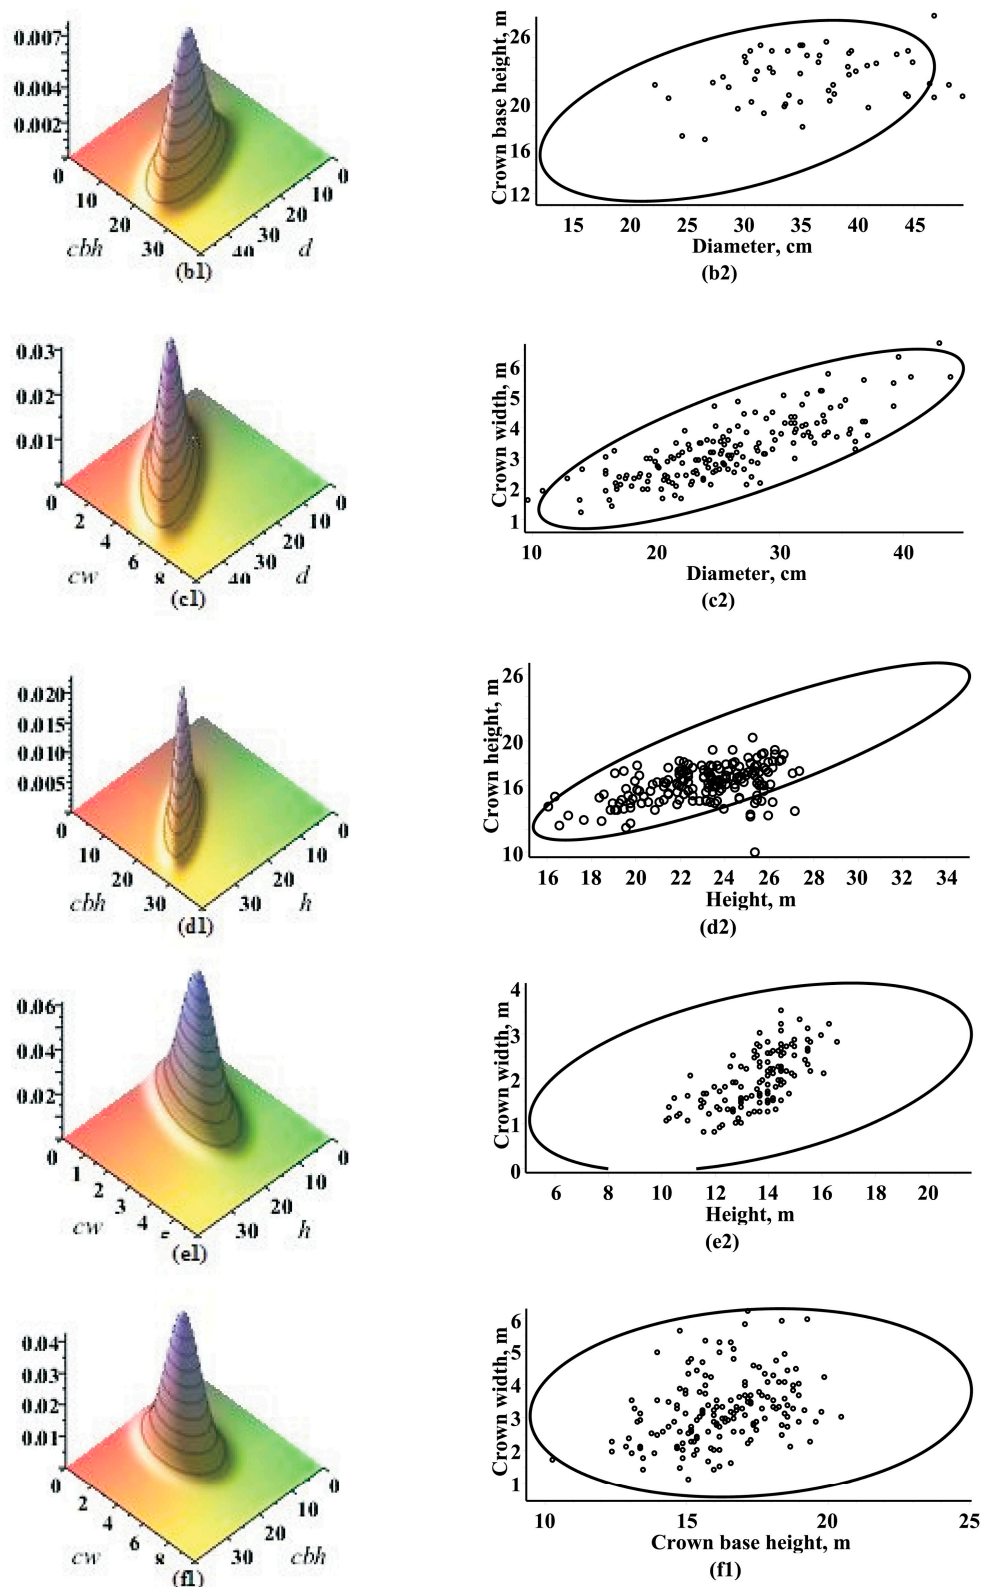 0.007
0.004
0.002
0
10
20
30
cbh
40
30
20
10
0
d
(b1)
Crown base height, m
26
20
16
12
15 20 25 30 35 40 45
Diameter, cm
(b2)
0.03
0.02
0.01
0
2
4
6
8
cw
40
30
20
10
0
d
(c1)
Crown width, m
6
5
4
3
2
1
10 20 30 40
Diameter, cm
(c2)
0.020
0.015
0.010
0.005
0
10
20
30
cbh
30
20
10
0
h
(d1)
Crown height, m
26
20
16
10
16 18 20 22 24 26 28 30 32 34
Height, m
(d2)
0.06
0.04
0.02
0
1
2
3
4
cw
30
20
10
0
h
(e1)
Crown width, m
4
3
2
1
0
6 8 10 12 14 16 18 20
Height, m
(e2)
0.04
0.03
0.02
0.01
0
2
4
6
8
cw
30
20
10
0
cbh
(f1)
Crown width, m
6
5
4
3
2
1
10 15 20 25
Crown base height, m
(f1)